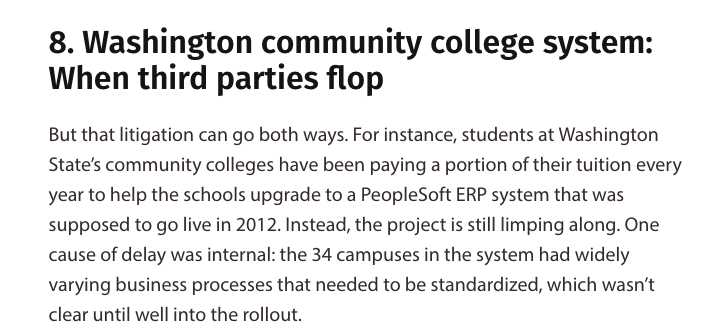 8. Washington community college system:
When third parties flop
But that litigation can go both ways. For instance, students at Washington
State’s community colleges have been paying a portion of their tuition every
year to help the schools upgrade to a PeopleSoft ERP system that was
supposed to go live in 2012. Instead, the project is still limping along. One
cause of delay was internal: the 34 campuses in the system had widely
varying business processes that needed to be standardized, which wasn’t
clear until well into the rollout.